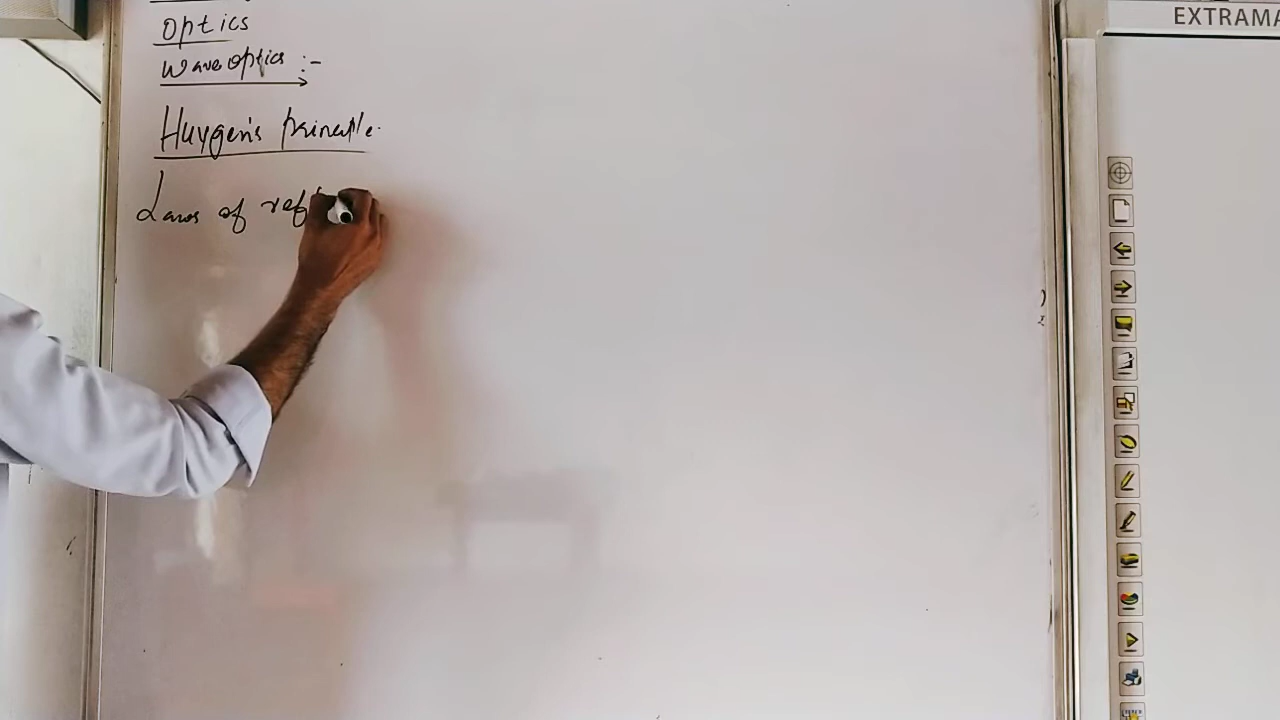 Optics
Wave optics :-
Huygen's principle.
Laws of ref
EXTRAMA